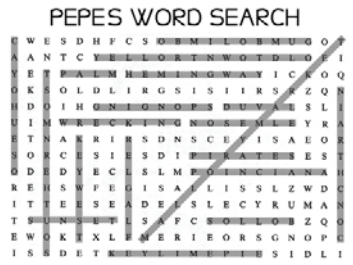 PEPES WORD SEARCH
C W E S D H F C S O B M I L O B M U G O T
A A N T C Y E L L O R T N W O T D L O E I
Y E T P A L M H E M I N G W A Y I C K O Q
O K S O L D L I R G S I S I I R S R Z Q N
H D O I H G N I G N O P D U V A L S L I
U I M W R E C K I N G N O S E M L E Y R A
E T N A K R I R S D N S C E Y I S A E O R
S O R C E S I E S D I P I R A T E S E S T
D E D Y E C L S L M P O I N C I A N A H
R E H S W F E G I S A L L I S S L Z W D C
I T T E E S E A D E L S L E C Y R U M A N
T S U N S E T L S A F C S O L L O B Z Q O
E W O K T X L F M E R I E O R S G N O P C
L I S S D E T K E Y L I M E P I E S I D L I